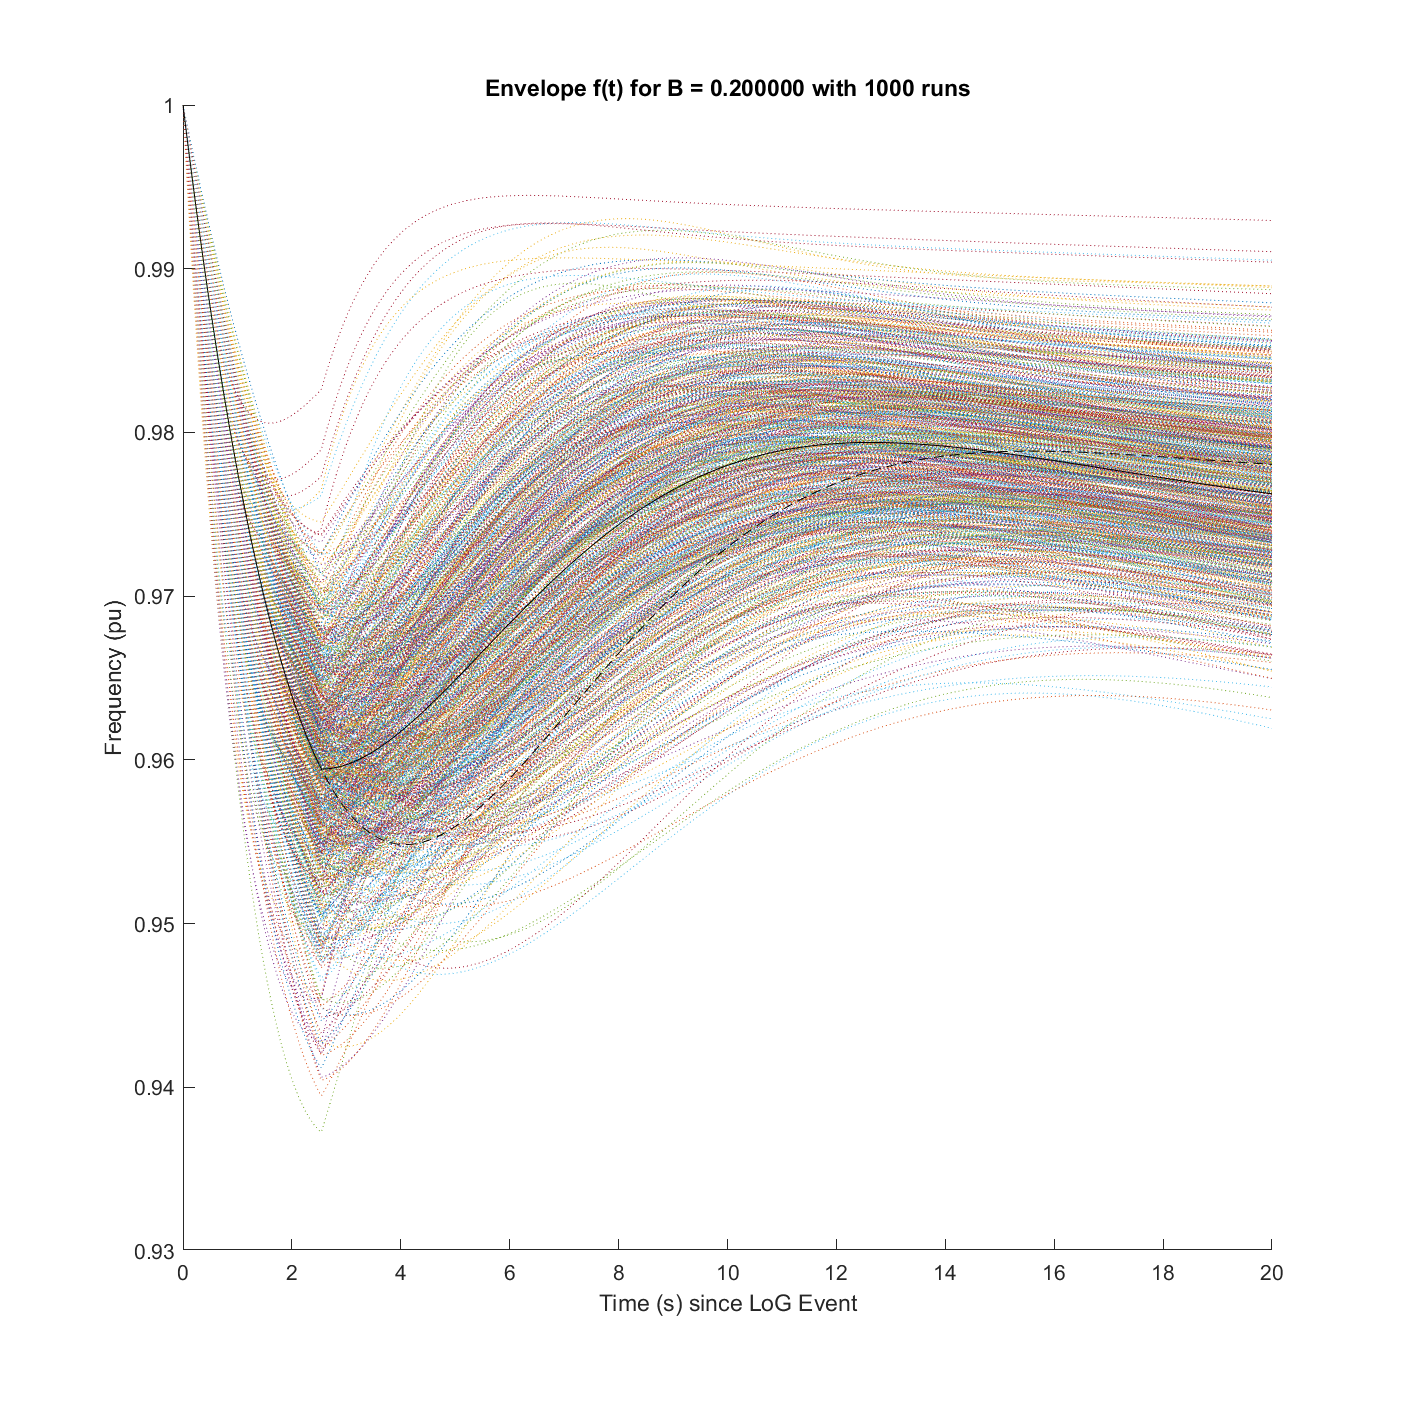 Envelope f(t) for B = 0.200000 with 1000 runs
1
0.99
0.98
0.97
0.96
0.95
0.94
0.93
Frequency (pu)
0 2 4 6 8 10 12 14 16 18 20
Time (s) since LoG Event